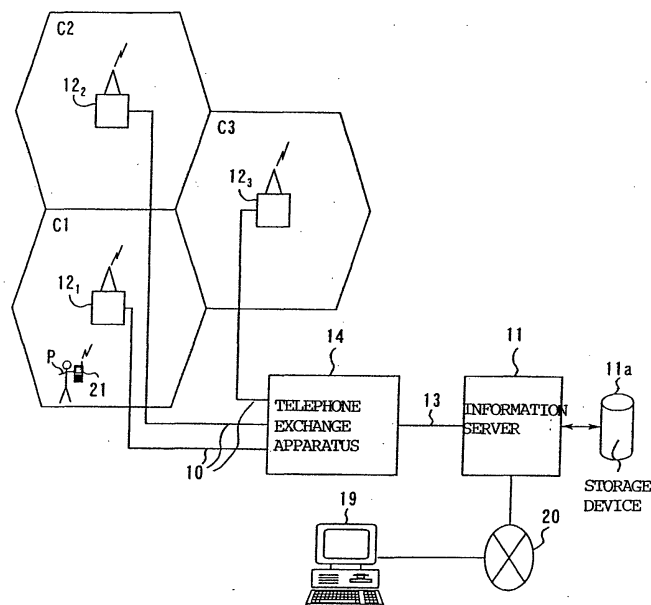 C2
12₂
C3
12₃
C1
12₁
P
21
14
11
11a
TELEPHONE
EXCHANGE
APPARATUS
13
INFORMATION
SERVER
10
STORAGE
DEVICE
19
20